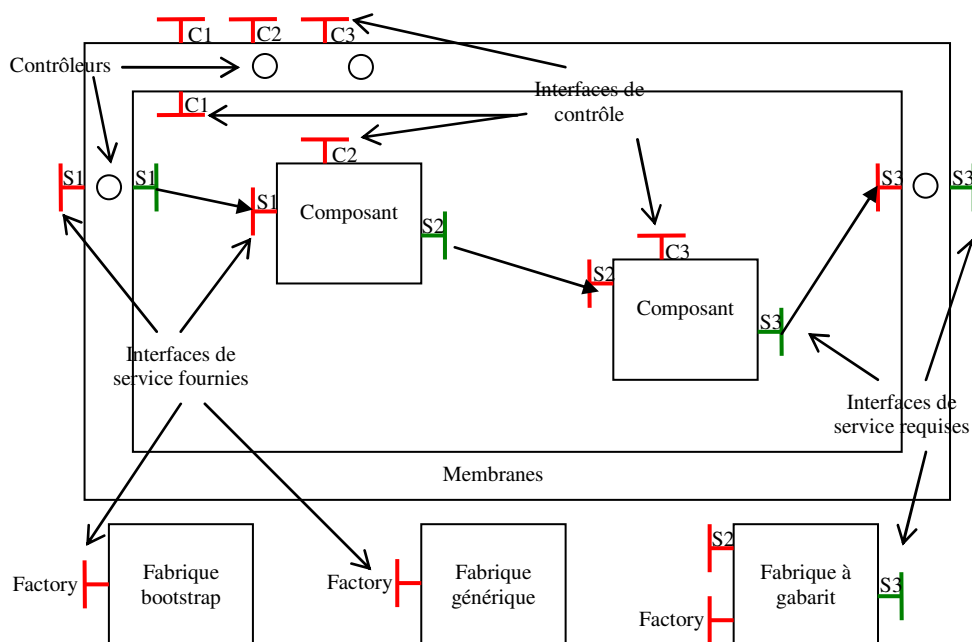 C1
C2
C3
Contrôleurs
C1
Interfaces de
contrôle
C2
S1
S1
S1
Composant
S2
S3
S3
C3
S2
Composant
S3
Interfaces de
service fournies
Interfaces de
service requises
Membranes
Factory
Fabrique
bootstrap
Factory
Fabrique
générique
S2
Factory
Fabrique à
gabarit
S3